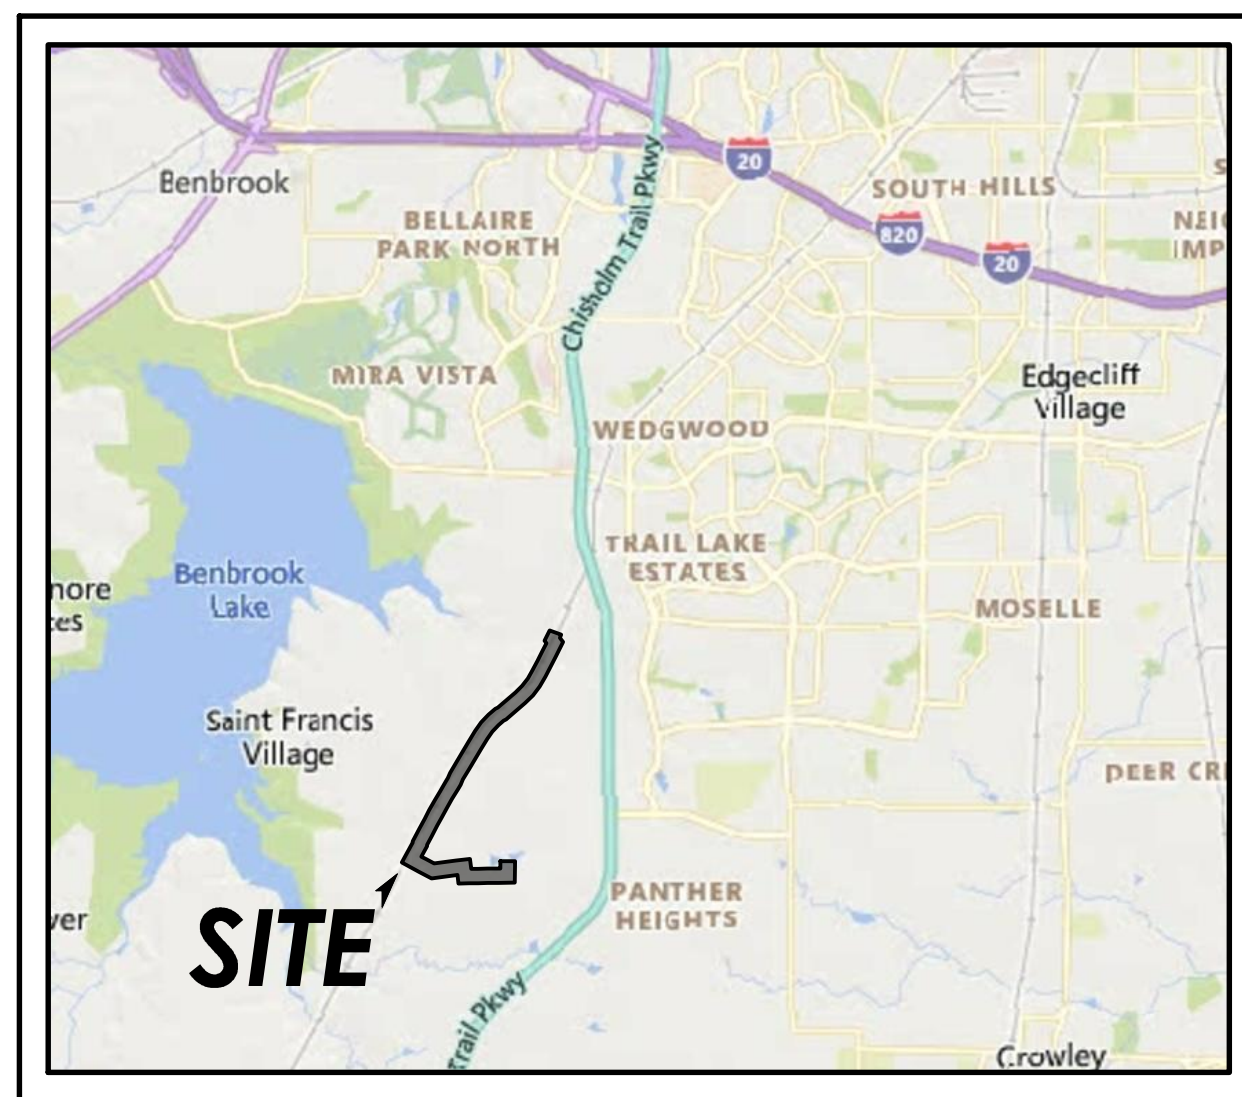 Benbrook
BELLAIRE
PARK NORTH
Chisholm Trail Pkwy
20
SOUTH HILLS
820
20
MIRA VISTA
WEDGWOOD
Edgecliff
Village
TRAIL LAKE
ESTATES
Benbrook
Lake
MOSELLE
Saint Francis
Village
DEER CR
PANTHER
HEIGHTS
SITE
Trail Pkwy
Crowley